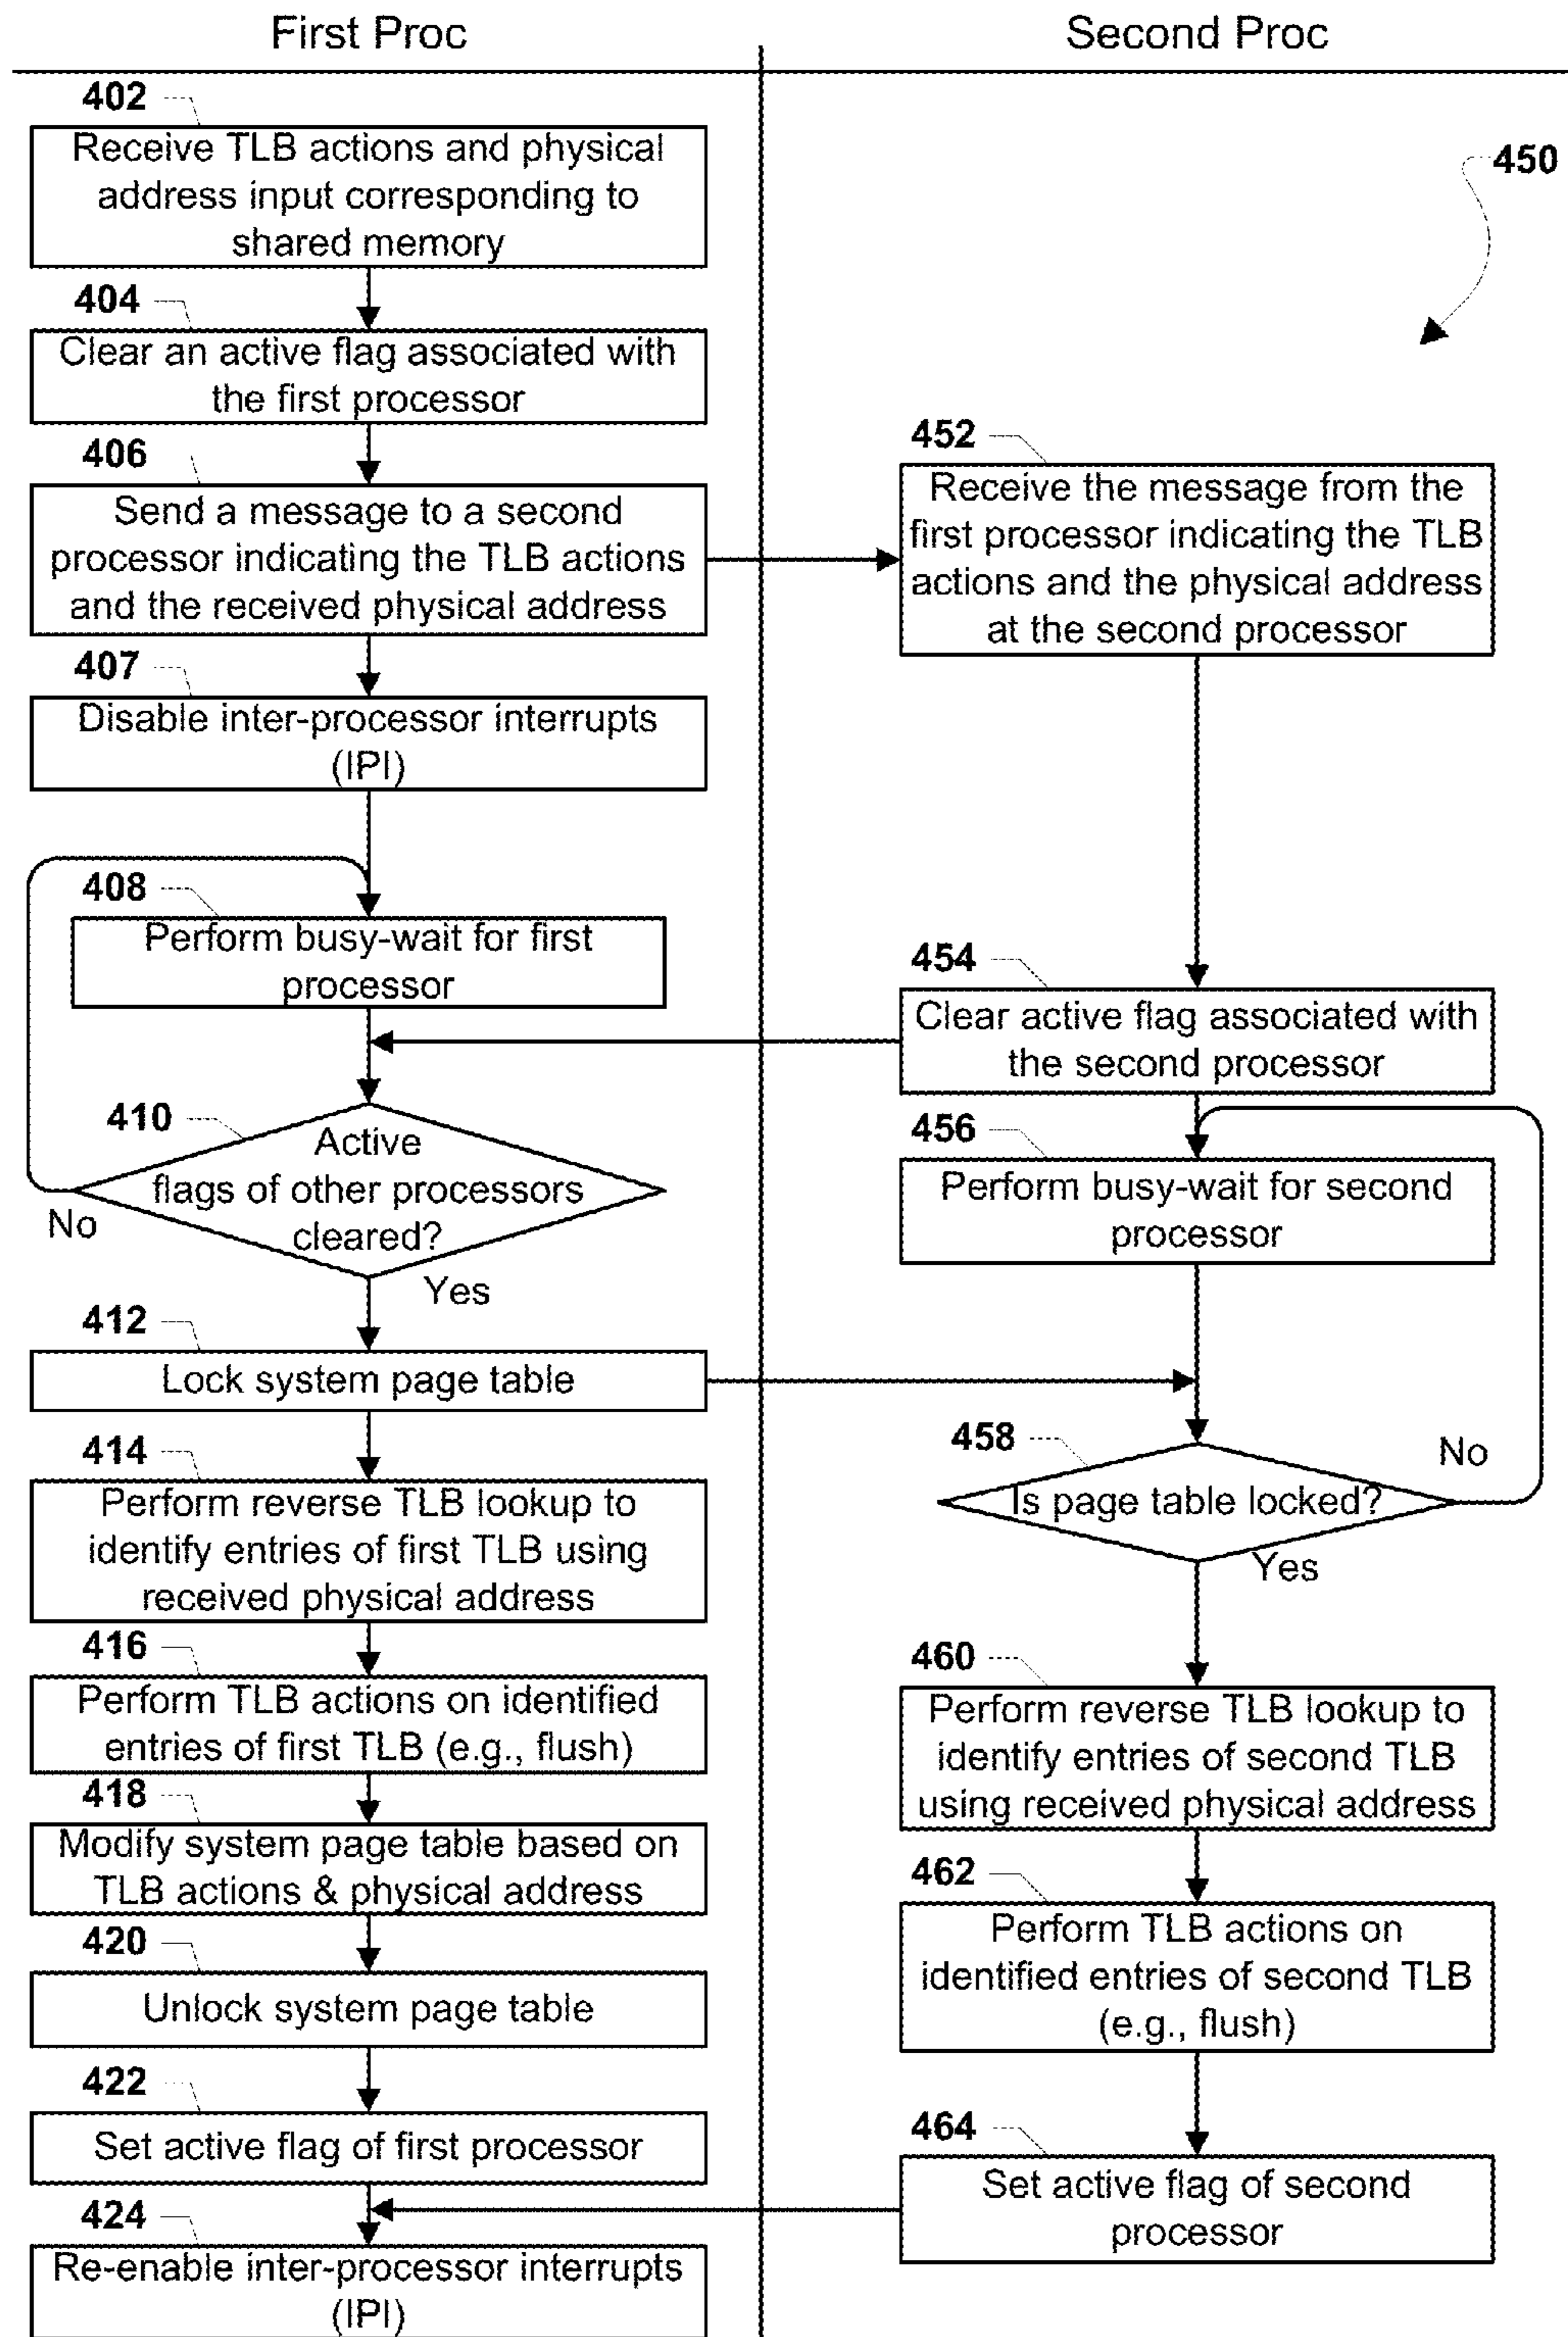 First Proc
Second Proc
402
Receive TLB actions and physical
address input corresponding to
shared memory
404
Clear an active flag associated with
the first processor
406
Send a message to a second
processor indicating the TLB actions
and the received physical address
407
Disable inter-processor interrupts
(IPI)
408
Perform busy-wait for first
processor
410
Active
flags of other processors
cleared?
No
Yes
412
Lock system page table
414
Perform reverse TLB lookup to
identify entries of first TLB using
received physical address
416
Perform TLB actions on identified
entries of first TLB (e.g., flush)
418
Modify system page table based on
TLB actions & physical address
420
Unlock system page table
422
Set active flag of first processor
424
Re-enable inter-processor interrupts
(IPI)
450
452
Receive the message from the
first processor indicating the TLB
actions and the physical address
at the second processor
454
Clear active flag associated with
the second processor
456
Perform busy-wait for second
processor
458
Is page table locked?
No
Yes
460
Perform reverse TLB lookup to
identify entries of second TLB
using received physical address
462
Perform TLB actions on
identified entries of second TLB
(e.g., flush)
464
Set active flag of second
processor